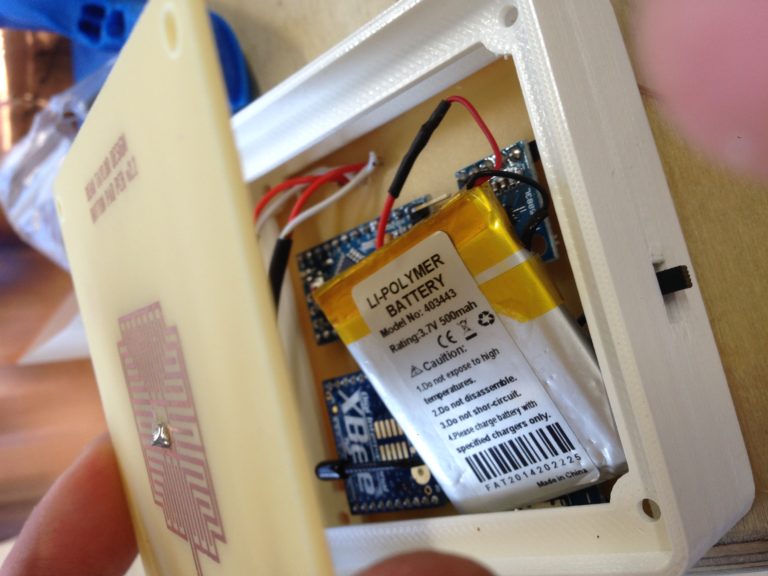 XBee
LI-POLYMER
BATTERY
Model No: 403443
Rating:3.7V 500mah
Caution:
1.Do not expose to high
temperatures.
2.Do not disassemble.
3.Do not shor-circuit.
4.Please charge battery with
specified chargers only.
PAY2014202225
Made in China